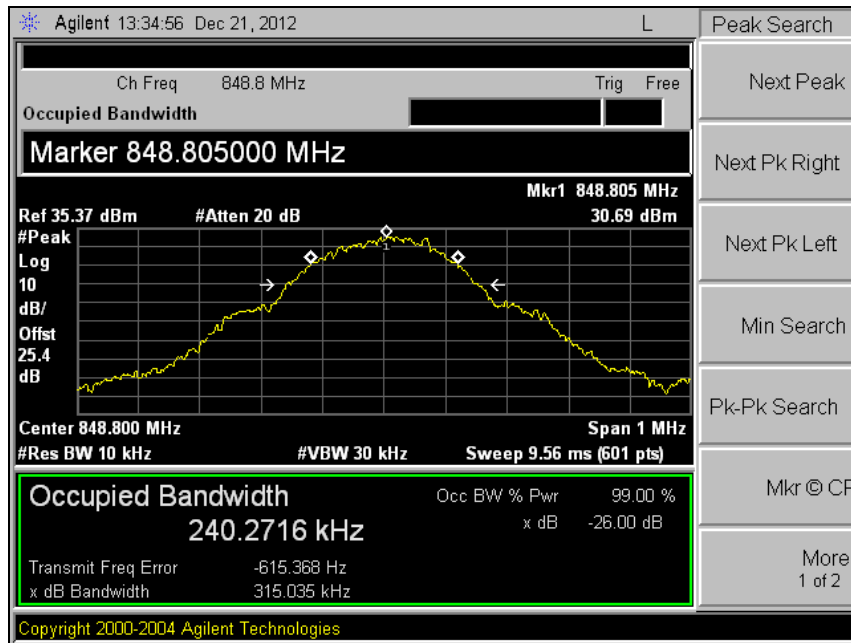 Agilent 13:34:56 Dec 21, 2012 L
Peak Search
Ch Freq 848.8 MHz Trig Free
Occupied Bandwidth
Marker 848.805000 MHz
Mkr1 848.805 MHz
Ref 35.37 dBm #Atten 20 dB 30.69 dBm
#Peak
Log
10
dB/
Offst
25.4
dB
1
Center 848.800 MHz Span 1 MHz
#Res BW 10 kHz #VBW 30 kHz Sweep 9.56 ms (601 pts)
Occupied Bandwidth
240.2716 kHz
Occ BW % Pwr 99.00 %
x dB -26.00 dB
Transmit Freq Error -615.368 Hz
x dB Bandwidth 315.035 kHz
Copyright 2000-2004 Agilent Technologies
Next Peak
Next Pk Right
Next Pk Left
Min Search
Pk-Pk Search
Mkr © CF
More
1 of 2